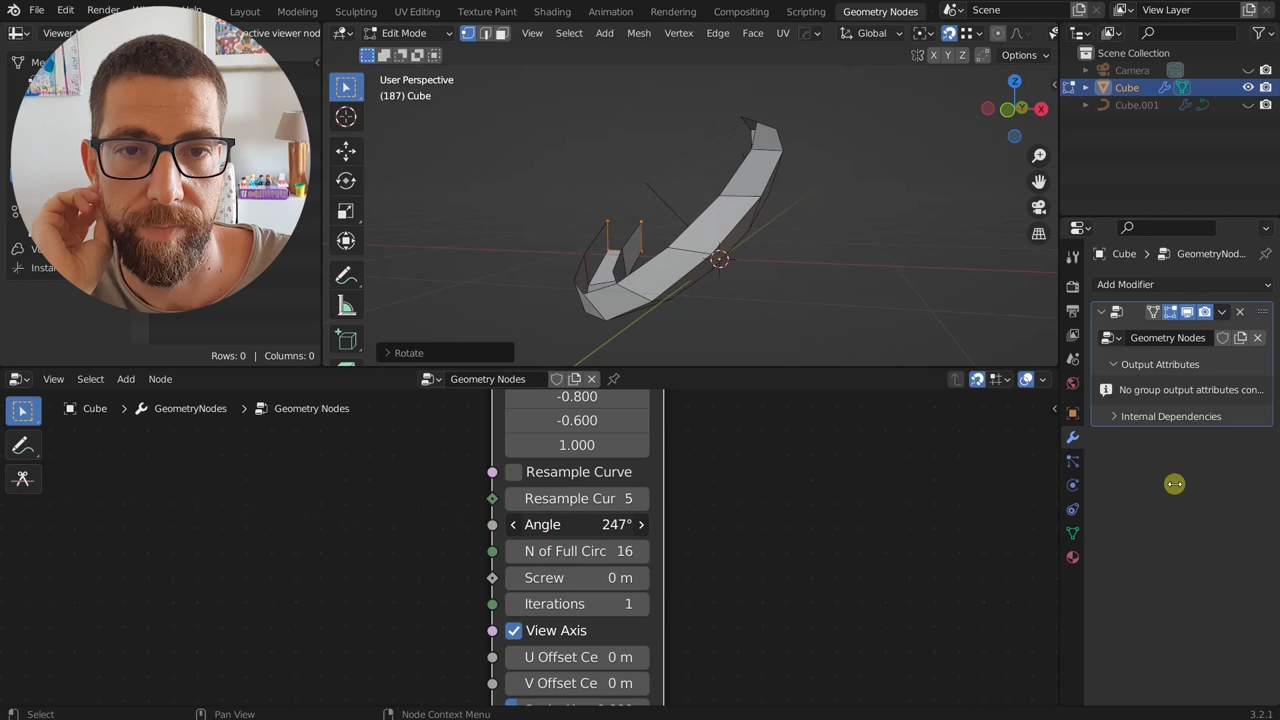 File
Edit
Layout
Modeling
Sculpting
UV Editing
Texture Paint
Shading
Animation
Rendering
Compositing
Scripting
Geometry Nodes
Scene
View Layer
Viewer
active viewer nod
Edit Mode
View
Select
Add
Mesh
Vertex
Edge
Face
UV
Global
X
Y
Z
Options
User Perspective
(187) Cube
Z
X
Scene Collection
Camera
Cube
Cube.001
Insta
Rows: 0 | Columns: 0
Rotate
Cube
GeometryNod...
Add Modifier
Geometry Nodes
Output Attributes
No group output attributes con...
Internal Dependencies
View
Select
Add
Node
Geometry Nodes
Cube
GeometryNodes
Geometry Nodes
-0.800
-0.600
1.000
Resample Curve
Resample Cur 5
Angle 247°
N of Full Circ 16
Screw 0 m
Iterations 1
View Axis
U Offset Ce 0 m
V Offset Ce 0 m
Select
Pan View
Node Context Menu
3.2.1